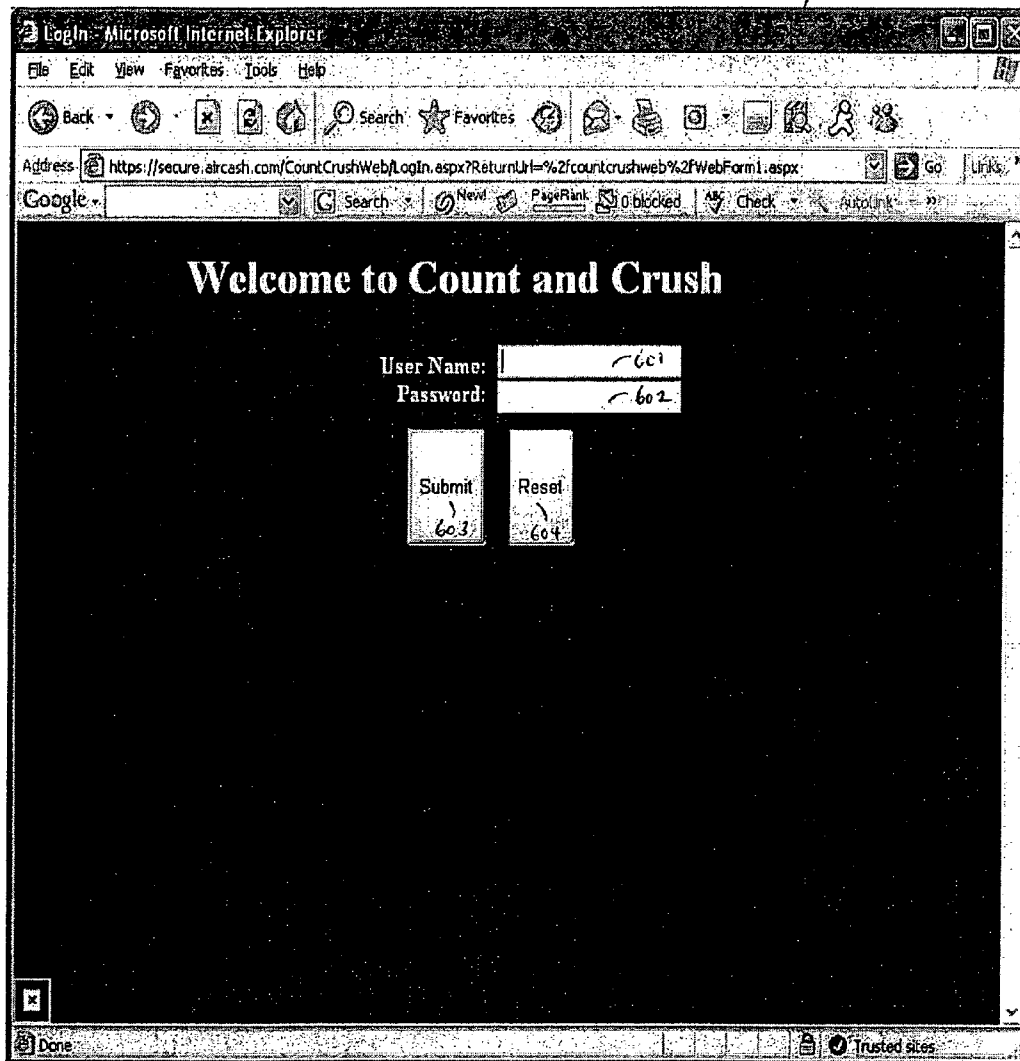 LogIn - Microsoft Internet Explorer
File Edit View Favorites Tools Help
Back Search Favorites
Address https://secure.aircash.com/CountCrushWeb/LogIn.aspx?ReturnUrl=%2fcountcrushweb%2fWebForm1.aspx Go Links »
Google Search New! PageRank 0 blocked Check AutoLink »
Welcome to Count and Crush
User Name: 601
Password: 602
Submit Reset
603 604
Done Trusted sites